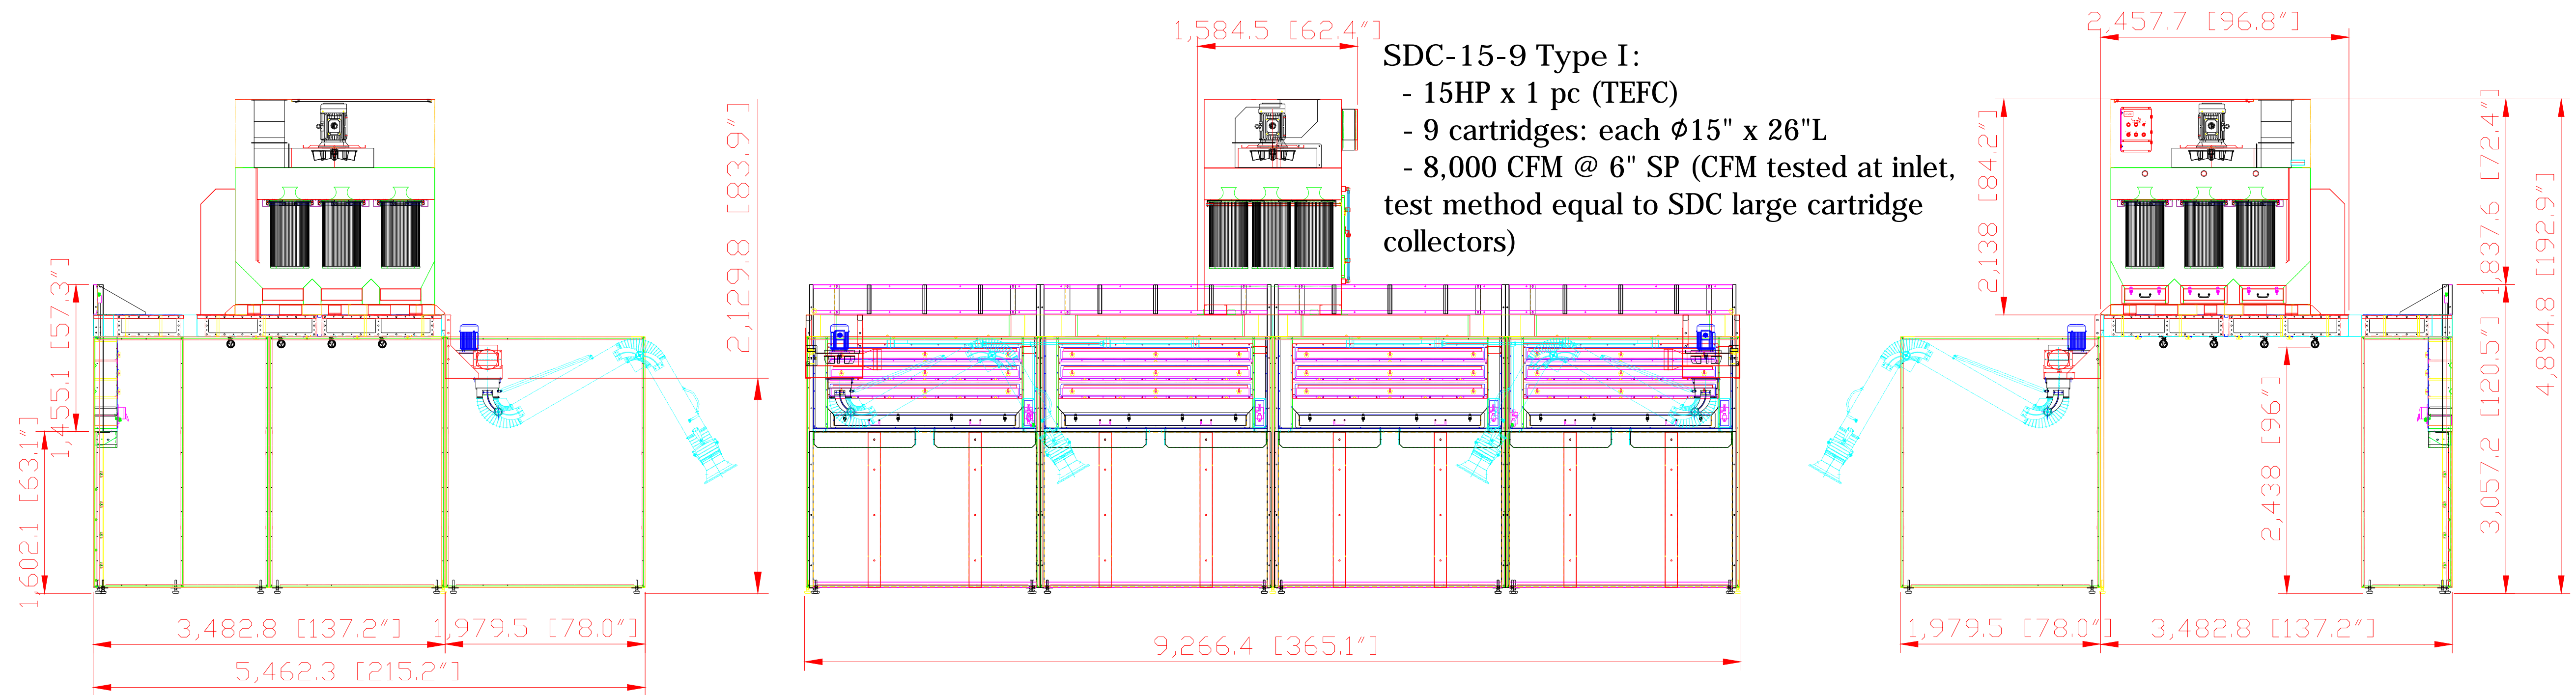 1,584.5 [62.4"]
2,457.7 [96.8"]
SDC-15-9 Type I:
- 15HP x 1 pc (TEFC)
- 9 cartridges: each Φ15" x 26"L
- 8,000 CFM @ 6" SP (CFM tested at inlet,
test method equal to SDC large cartridge
collectors)
2,129.8 [83.9"]
1,455.1 [57.3"]
1,602.1 [63.1"]
3,482.8 [137.2"]
1,979.5 [78.0"]
5,462.3 [215.2"]
9,266.4 [365.1"]
2,138 [84.2"]
1,837.6 [72.4"]
4,894.8 [192.9"]
2,438 [96"]
3,057.2 [120.5"]
1,979.5 [78.0"]
3,482.8 [137.2"]